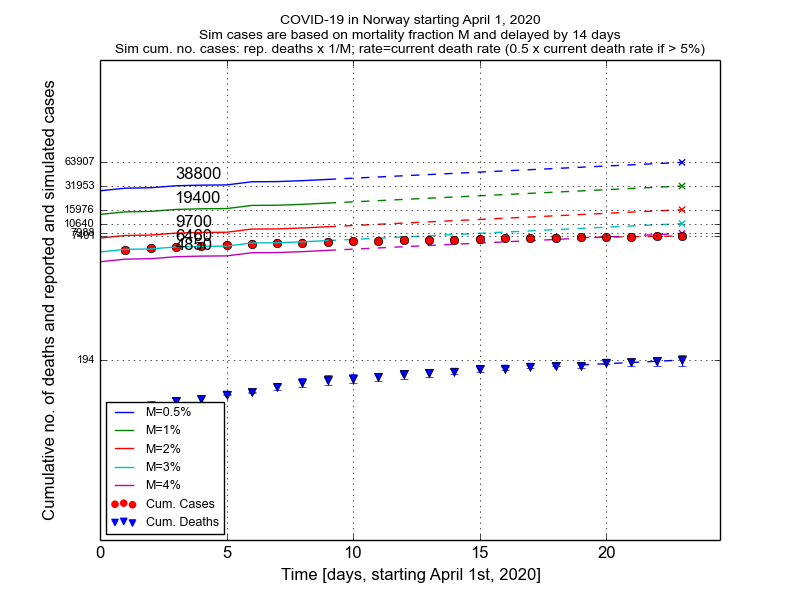 COVID-19 in Norway starting April 1, 2020
Sim cases are based on mortality fraction M and delayed by 14 days
Sim cum. no. cases: rep. deaths x 1/M; rate=current death rate (0.5 x current death rate if > 5%)
Cumulative no. of deaths and reported and simulated cases
63907
31953
15976
10640
7401
194
38800
19400
9700
6460
4850
M=0.5%
M=1%
M=2%
M=3%
M=4%
Cum. Cases
Cum. Deaths
0
5
10
15
20
Time [days, starting April 1st, 2020]